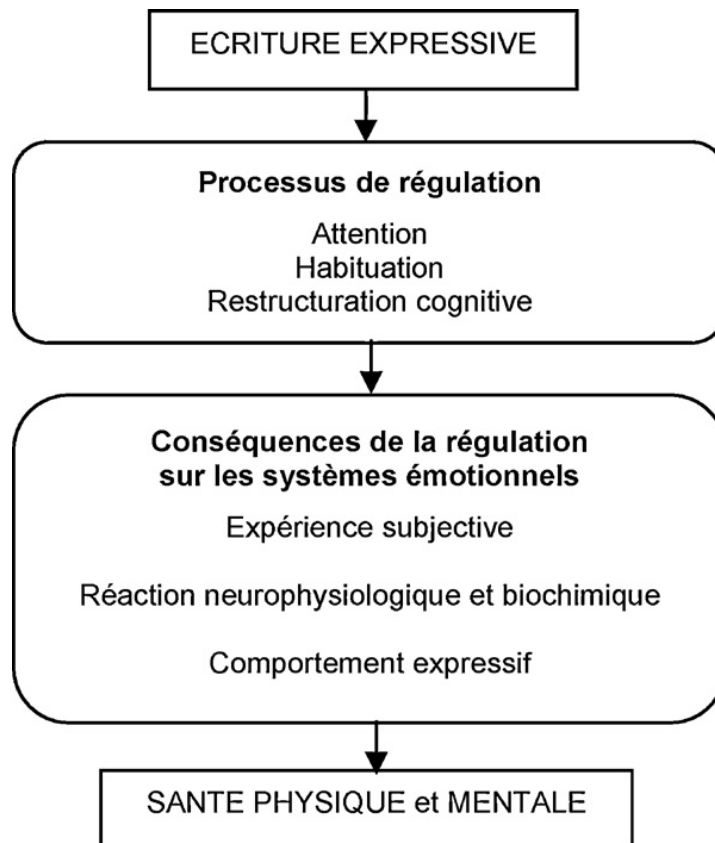 ECRITURE EXPRESSIVE
Processus de régulation
Attention
Habituation
Restructuration cognitive
Conséquences de la régulation
sur les systèmes émotionnels
Expérience subjective
Réaction neurophysiologique et biochimique
Comportement expressif
SANTE PHYSIQUE et MENTALE